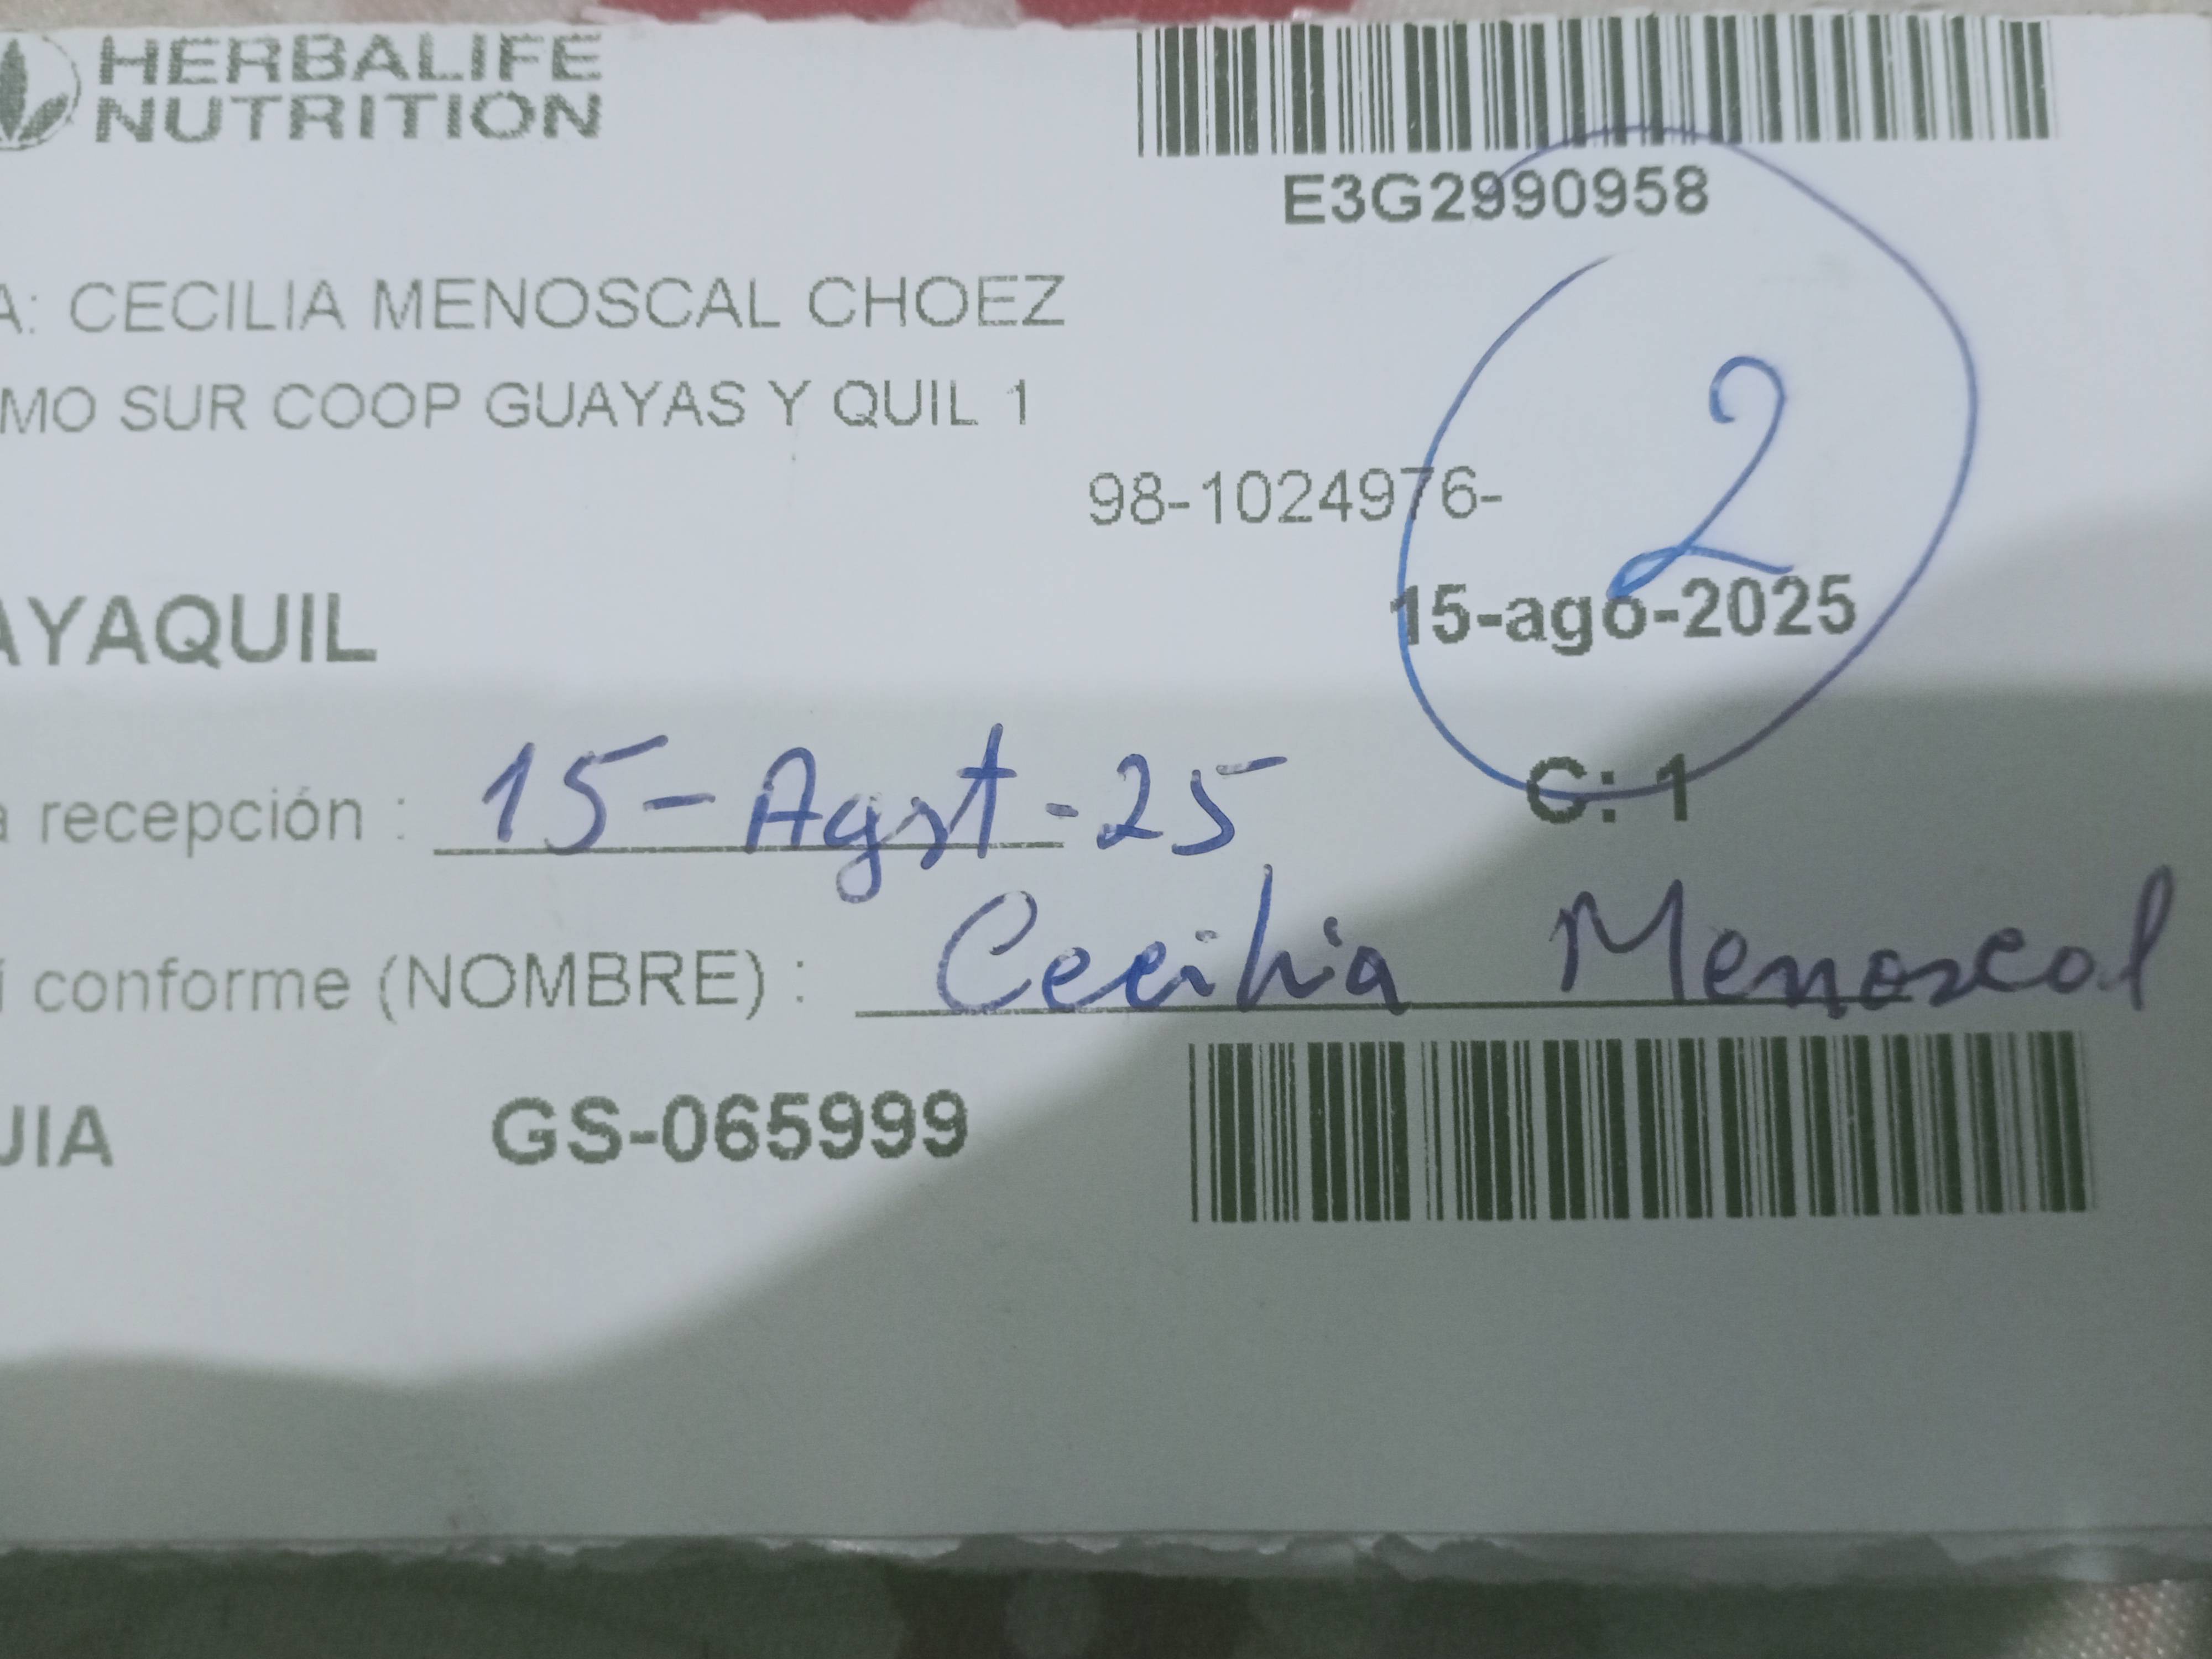 HERBALIFE
NUTRITION
E3G2990958
A: CECILIA MENOSCAL CHOEZ
MO SUR COOP GUAYAS Y QUIL 1
2
98-1024976-
15-ago-2025
AYAQUIL
C: 1
a recepción : 15-Agst-25
í conforme (NOMBRE) : Cecilia Menoscal
UIA GS-065999